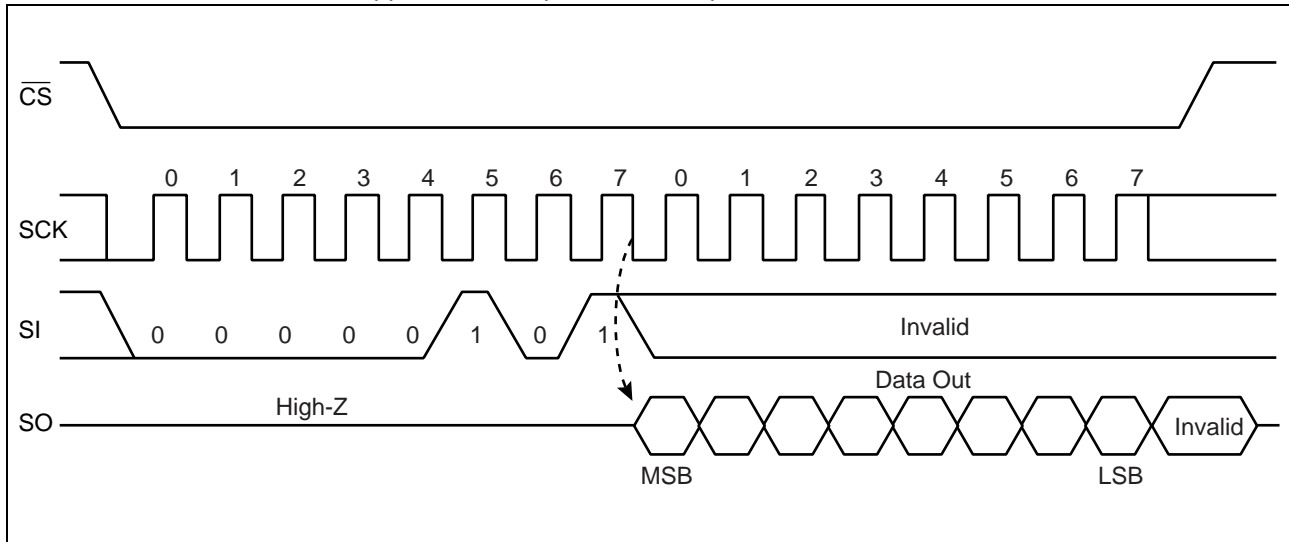 CS
0 1 2 3 4 5 6 7 0 1 2 3 4 5 6 7
SCK
SI 0 0 0 0 0 1 0 1 Invalid
Data Out
High-Z
SO Invalid
MSB LSB